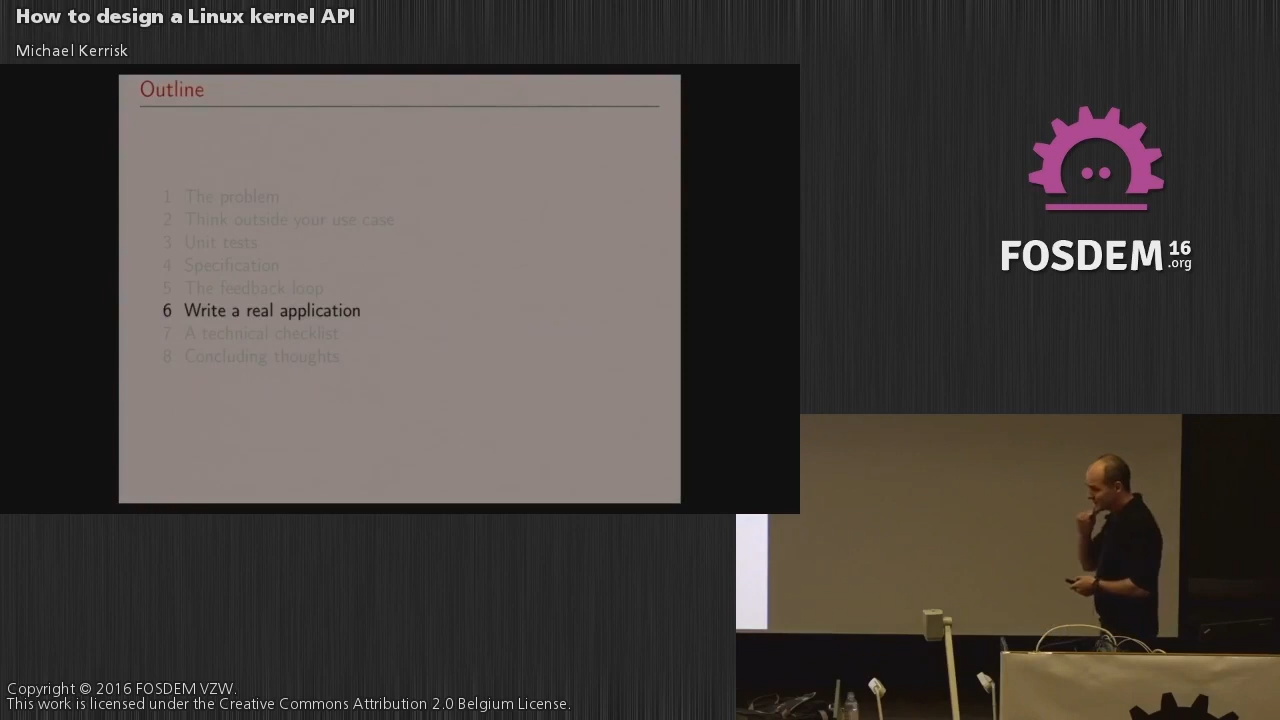 How to design a Linux kernel API
Michael Kerrisk
Outline
1 The problem
2 Think outside your use case
3 Unit tests
4 Specification
5 The feedback loop
6 Write a real application
7 A technical checklist
8 Concluding thoughts
FOSDEM 16 .org
Copyright © 2016 FOSDEM VZW.
This work is licensed under the Creative Commons Attribution 2.0 Belgium License.